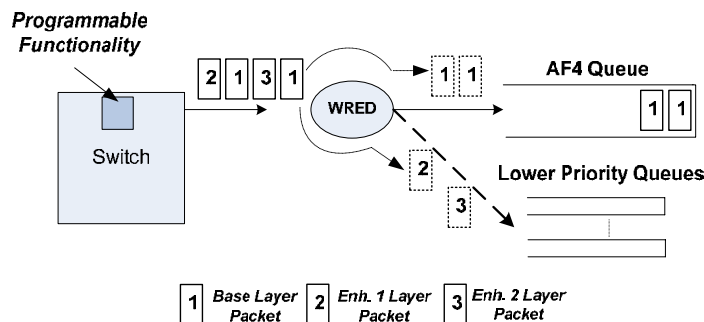 Programmable
Functionality
Switch
2 1 3 1
WRED
1 1
2
3
AF4 Queue
1 1
Lower Priority Queues
1 Base Layer Packet
2 Enh. 1 Layer Packet
3 Enh. 2 Layer Packet